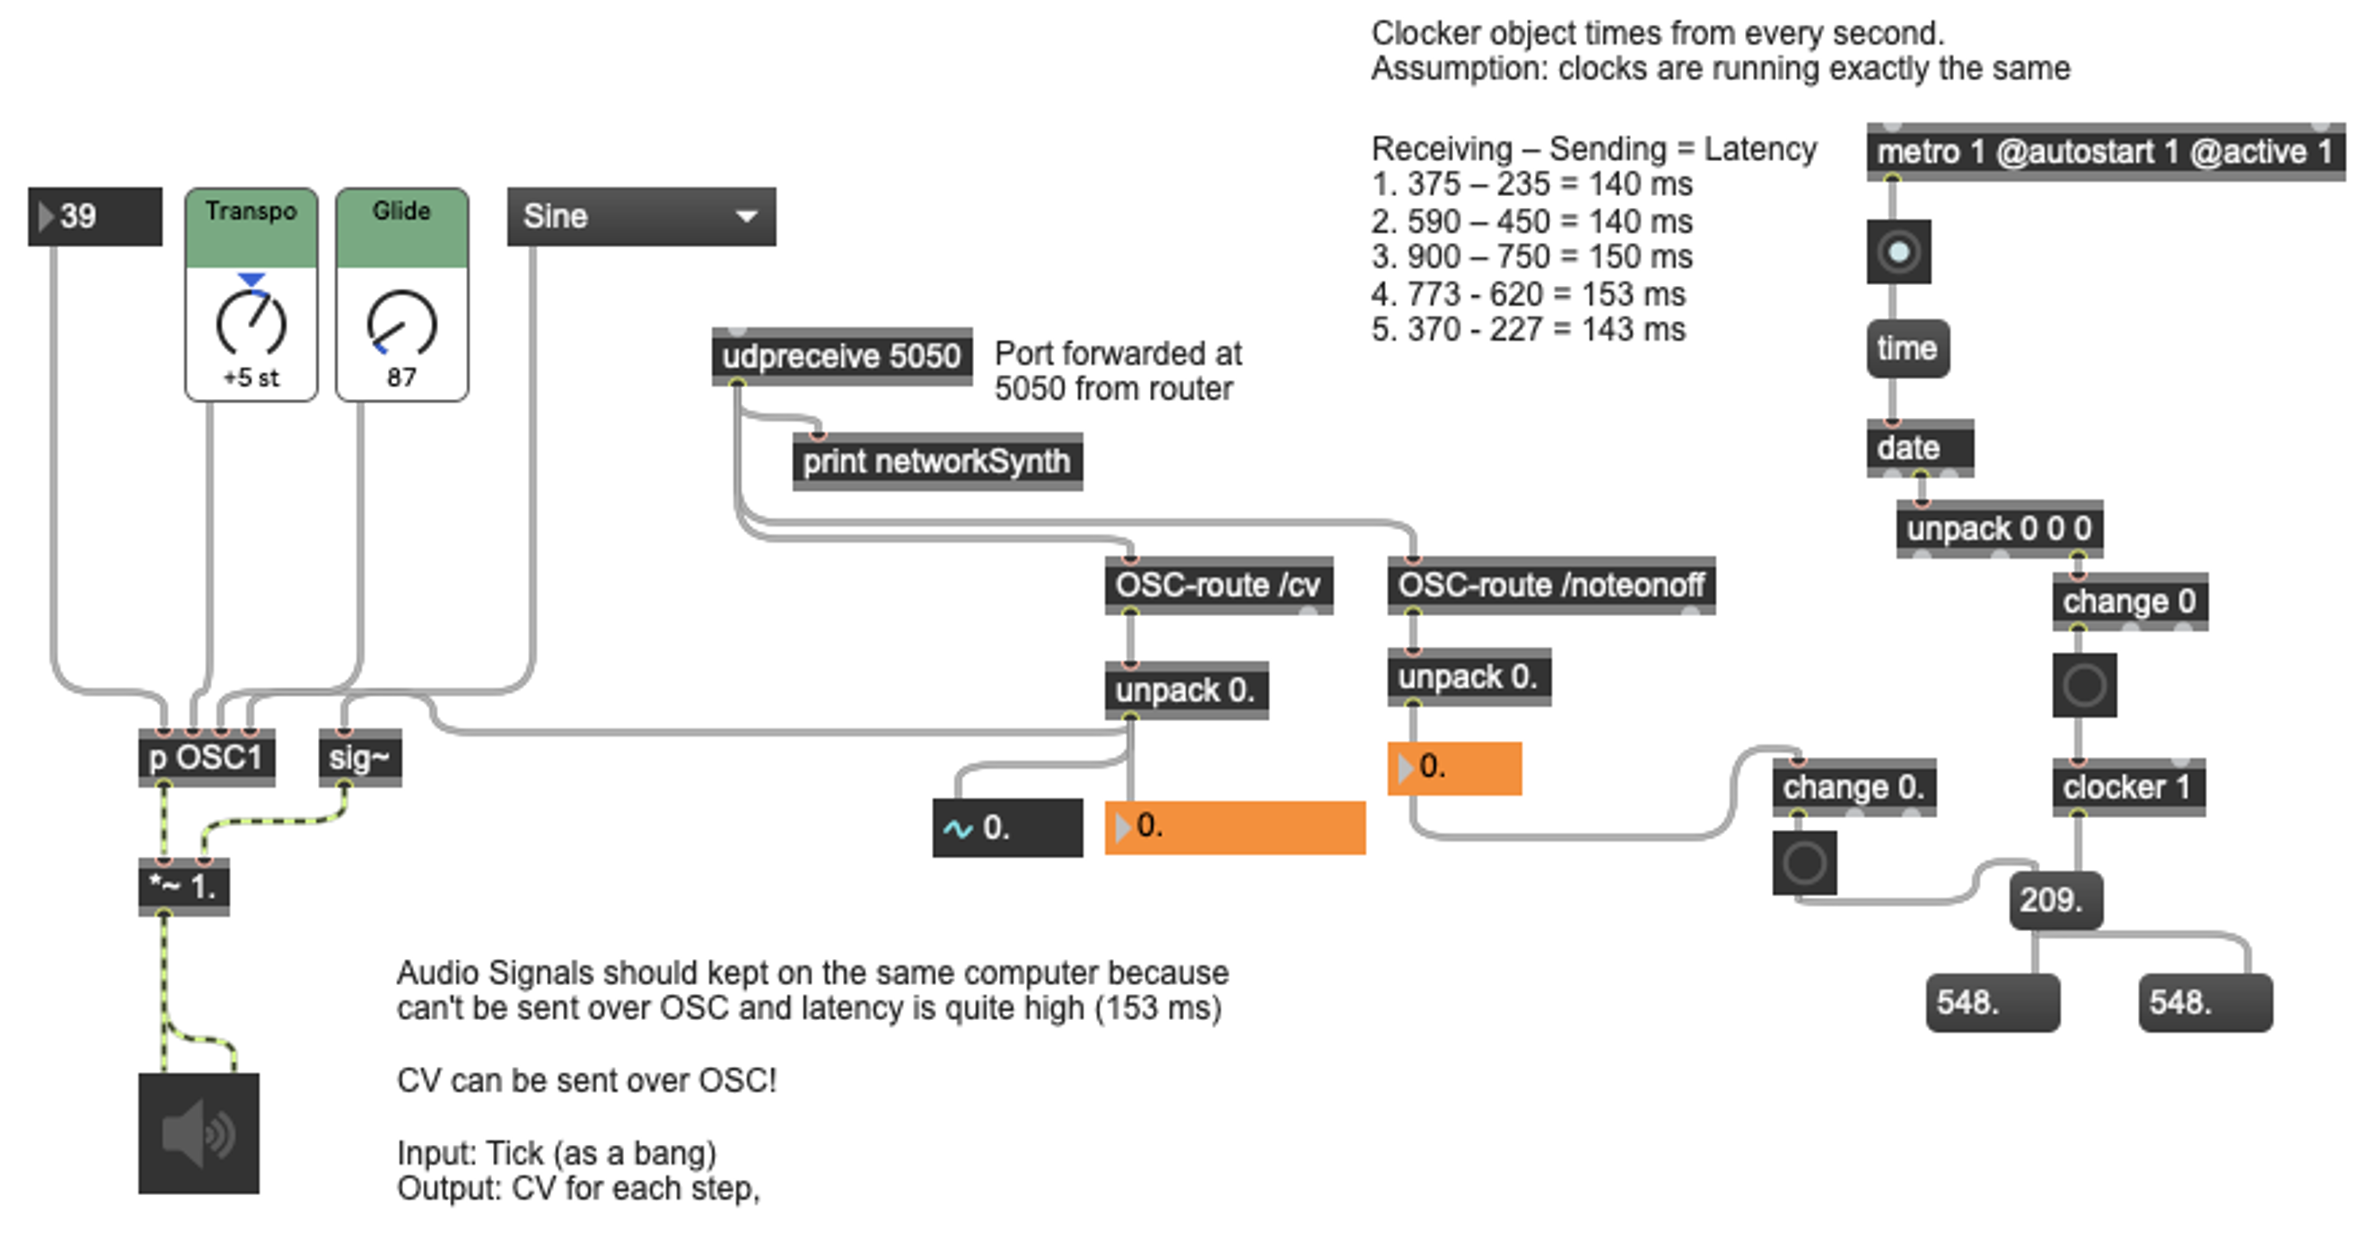 Clocker object times from every second.
Assumption: clocks are running exactly the same
Receiving – Sending = Latency
1. 375 – 235 = 140 ms
2. 590 – 450 = 140 ms
3. 900 – 750 = 150 ms
4. 773 - 620 = 153 ms
5. 370 - 227 = 143 ms
metro 1 @autostart 1 @active 1
39
Transpo
+5 st
Glide
87
Sine
time
udpreceive 5050
Port forwarded at
5050 from router
print networkSynth
date
unpack 0 0 0
OSC-route /cv
OSC-route /noteonoff
change 0
unpack 0.
unpack 0.
p OSC1
sig~
0.
change 0.
clocker 1
0.
0.
*~ 1.
209.
Audio Signals should kept on the same computer because
can't be sent over OSC and latency is quite high (153 ms)
548.
548.
CV can be sent over OSC!
Input: Tick (as a bang)
Output: CV for each step,